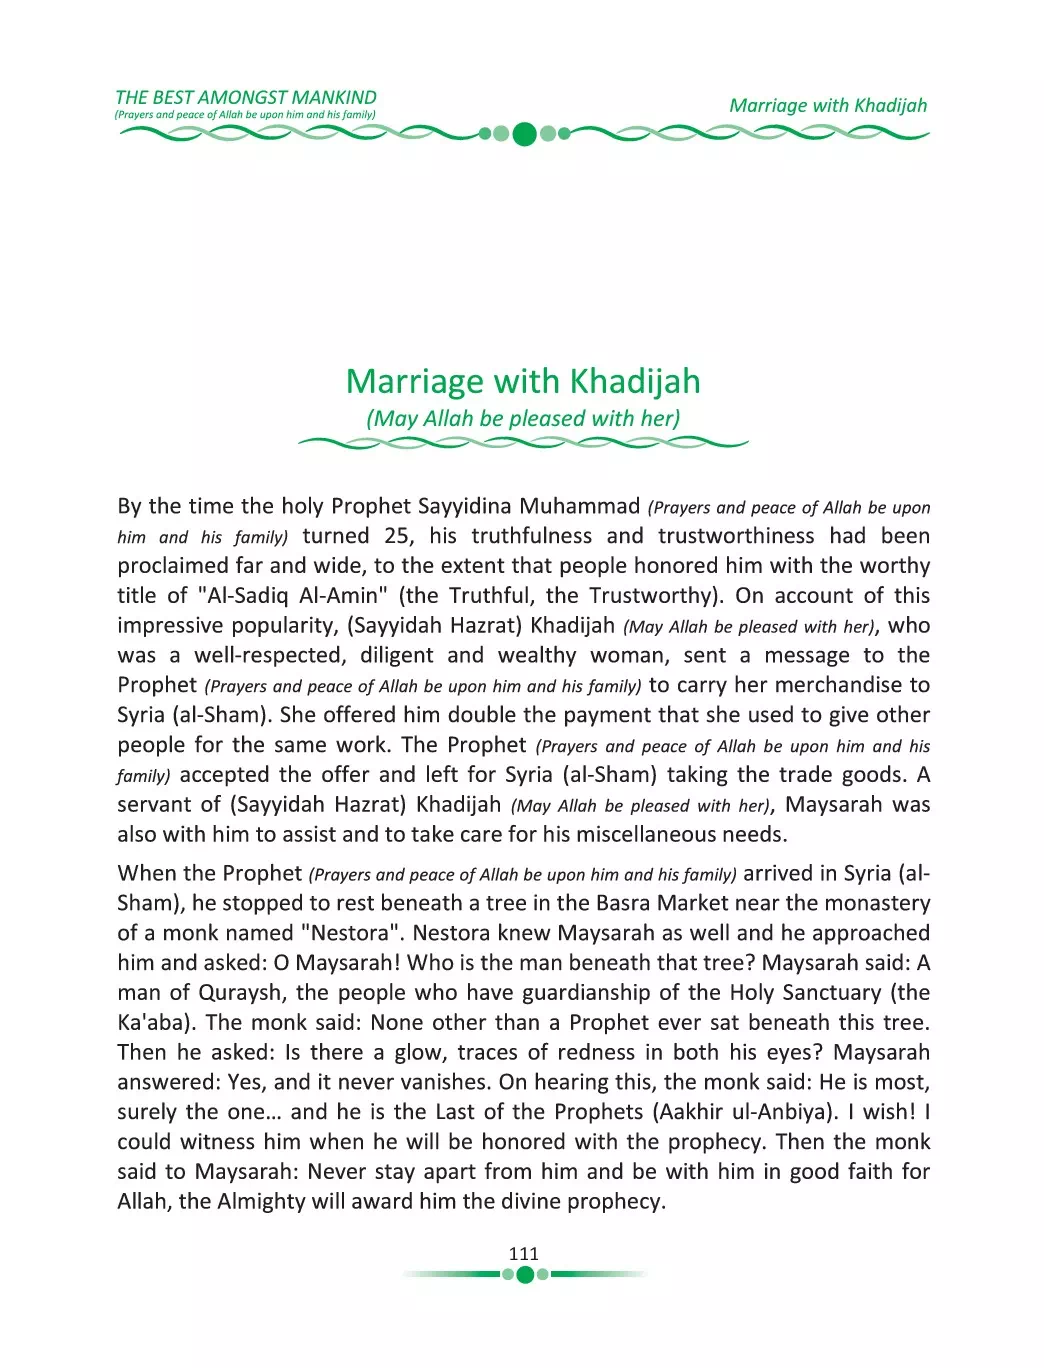 THE BEST AMONGST MANKIND
(Prayers and peace of Allah be upon him and his family)
Marriage with Khadijah
Marriage with Khadijah
(May Allah be pleased with her)
By the time the holy Prophet Sayyidina Muhammad (Prayers and peace of Allah be upon
him and his family) turned 25, his truthfulness and trustworthiness had been
proclaimed far and wide, to the extent that people honored him with the worthy
title of "Al-Sadiq Al-Amin" (the Truthful, the Trustworthy). On account of this
impressive popularity, (Sayyidah Hazrat) Khadijah (May Allah be pleased with her), who
was a well-respected, diligent and wealthy woman, sent a message to the
Prophet (Prayers and peace of Allah be upon him and his family) to carry her merchandise to
Syria (al-Sham). She offered him double the payment that she used to give other
people for the same work. The Prophet (Prayers and peace of Allah be upon him and his
family) accepted the offer and left for Syria (al-Sham) taking the trade goods. A
servant of (Sayyidah Hazrat) Khadijah (May Allah be pleased with her), Maysarah was
also with him to assist and to take care for his miscellaneous needs.
When the Prophet (Prayers and peace of Allah be upon him and his family) arrived in Syria (al-
Sham), he stopped to rest beneath a tree in the Basra Market near the monastery
of a monk named "Nestora". Nestora knew Maysarah as well and he approached
him and asked: O Maysarah! Who is the man beneath that tree? Maysarah said: A
man of Quraysh, the people who have guardianship of the Holy Sanctuary (the
Ka'aba). The monk said: None other than a Prophet ever sat beneath this tree.
Then he asked: Is there a glow, traces of redness in both his eyes? Maysarah
answered: Yes, and it never vanishes. On hearing this, the monk said: He is most,
surely the one… and he is the Last of the Prophets (Aakhir ul-Anbiya). I wish! I
could witness him when he will be honored with the prophecy. Then the monk
said to Maysarah: Never stay apart from him and be with him in good faith for
Allah, the Almighty will award him the divine prophecy.
111